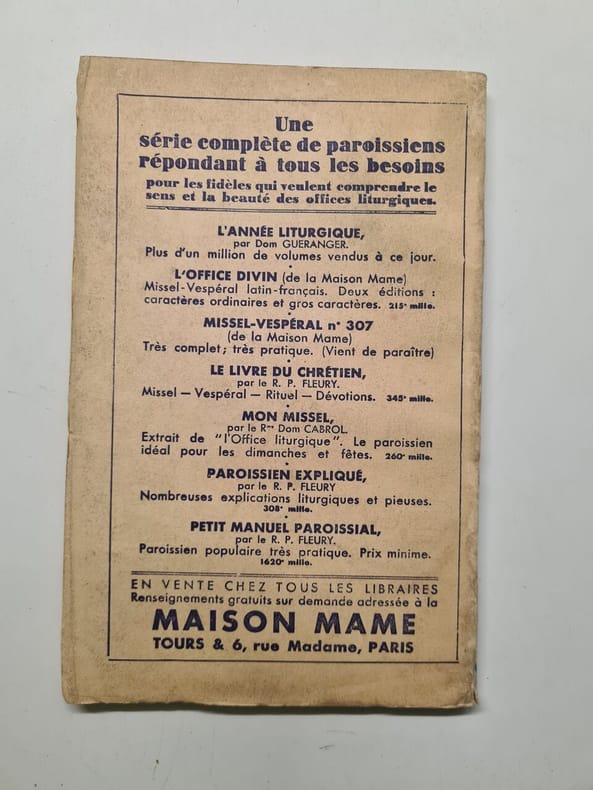 Une
série complète de paroissiens
répondant à tous les besoins
pour les fidèles qui veulent comprendre le
sens et la beauté des offices liturgiques.
L'ANNÉE LITURGIQUE,
par Dom GUERANGER.
Plus d'un million de volumes vendus à ce jour.
L'OFFICE DIVIN (de la Maison Mame)
Missel-Vespéral latin-français. Deux éditions :
caractères ordinaires et gros caractères. 215e mille.
MISSEL-VESPÉRAL n° 307
(de la Maison Mame)
Très complet; très pratique. (Vient de paraître)
LE LIVRE DU CHRÉTIEN,
par le R. P. FLEURY.
Missel — Vespéral — Rituel — Dévotions. 345e mille.
MON MISSEL,
par le Rme Dom CABROL.
Extrait de "l'Office liturgique". Le paroissien
idéal pour les dimanches et fêtes. 260e mille.
PAROISSIEN EXPLIQUÉ,
par le R. P. FLEURY
Nombreuses explications liturgiques et pieuses.
308e mille.
PETIT MANUEL PAROISSIAL,
par le R. P. FLEURY.
Paroissien populaire très pratique. Prix minime.
1620e mille.
EN VENTE CHEZ TOUS LES LIBRAIRES
Renseignements gratuits sur demande adressée à la
MAISON MAME
TOURS & 6, rue Madame, PARIS